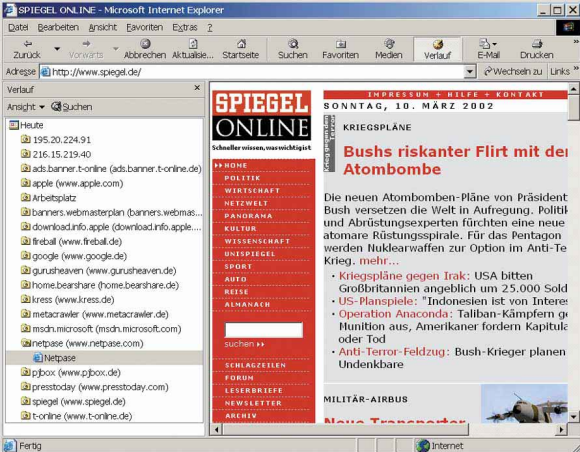 SPIEGEL ONLINE - Microsoft Internet Explorer
Datei Bearbeiten Ansicht Favoriten Extras ?
Zurück Vorwärts Abbrechen Aktualisie... Startseite Suchen Favoriten Medien Verlauf E-Mail Drucken
Adresse http://www.spiegel.de/ Wechseln zu Links »
Verlauf ×
Ansicht Suchen
Heute
195.20.224.91
216.15.219.40
ads.banner.t-online (ads.banner.t-online.de)
apple (www.apple.com)
Arbeitsplatz
banners.webmasterplan (banners.webmas...
download.info.apple (download.info.apple....
fireball (www.fireball.de)
google (www.google.de)
gurusheaven (www.gurusheaven.de)
home.bearshare (home.bearshare.de)
kress (www.kress.de)
metacrawler (www.metacrawler.de)
msdn.microsoft (msdn.microsoft.com)
netpase (www.netpase.com)
Netpase
pjbox (www.pjbox.de)
presstoday (www.presstoday.com)
spiegel (www.spiegel.de)
t-online (www.t-online.de)
SPIEGEL
ONLINE
Schneller wissen, was wichtig ist
HOME
POLITIK
WIRTSCHAFT
NETZWELT
PANORAMA
KULTUR
WISSENSCHAFT
UNISPIEGEL
SPORT
AUTO
REISE
ALMANACH
suchen
SCHLAGZEILEN
FORUM
LESERBRIEFE
NEWSLETTER
ARCHIV
IMPRESSUM + HILFE + KONTAKT
SONNTAG, 10. MÄRZ 2002
Krieg gegen den
Terror
KRIEGSPLÄNE
Bushs riskanter Flirt mit der
Atombombe
Die neuen Atombomben-Pläne von Präsident
Bush versetzen die Welt in Aufregung. Politik
und Abrüstungsexperten fürchten eine neue
atomare Rüstungsspirale. Für das Pentagon
werden Nuklearwaffen zur Option im Anti-Te
Krieg. mehr...
· Kriegspläne gegen Irak: USA bitten
Großbritannien angeblich um 25.000 Sold
· US-Planspiele: "Indonesien ist von Interes
· Operation Anaconda: Taliban-Kämpfern ge
Munition aus, Amerikaner fordern Kapitula
oder Tod
· Anti-Terror-Feldzug: Bush-Krieger planen
Undenkbare
MILITÄR-AIRBUS
Neue Transporter
Fertig Internet